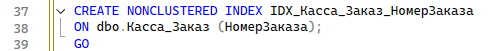 37 CREATE NONCLUSTERED INDEX IDX_Касса_Заказ_НомерЗаказа
38 ON dbo.Касса_Заказ (НомерЗаказа);
39 GO